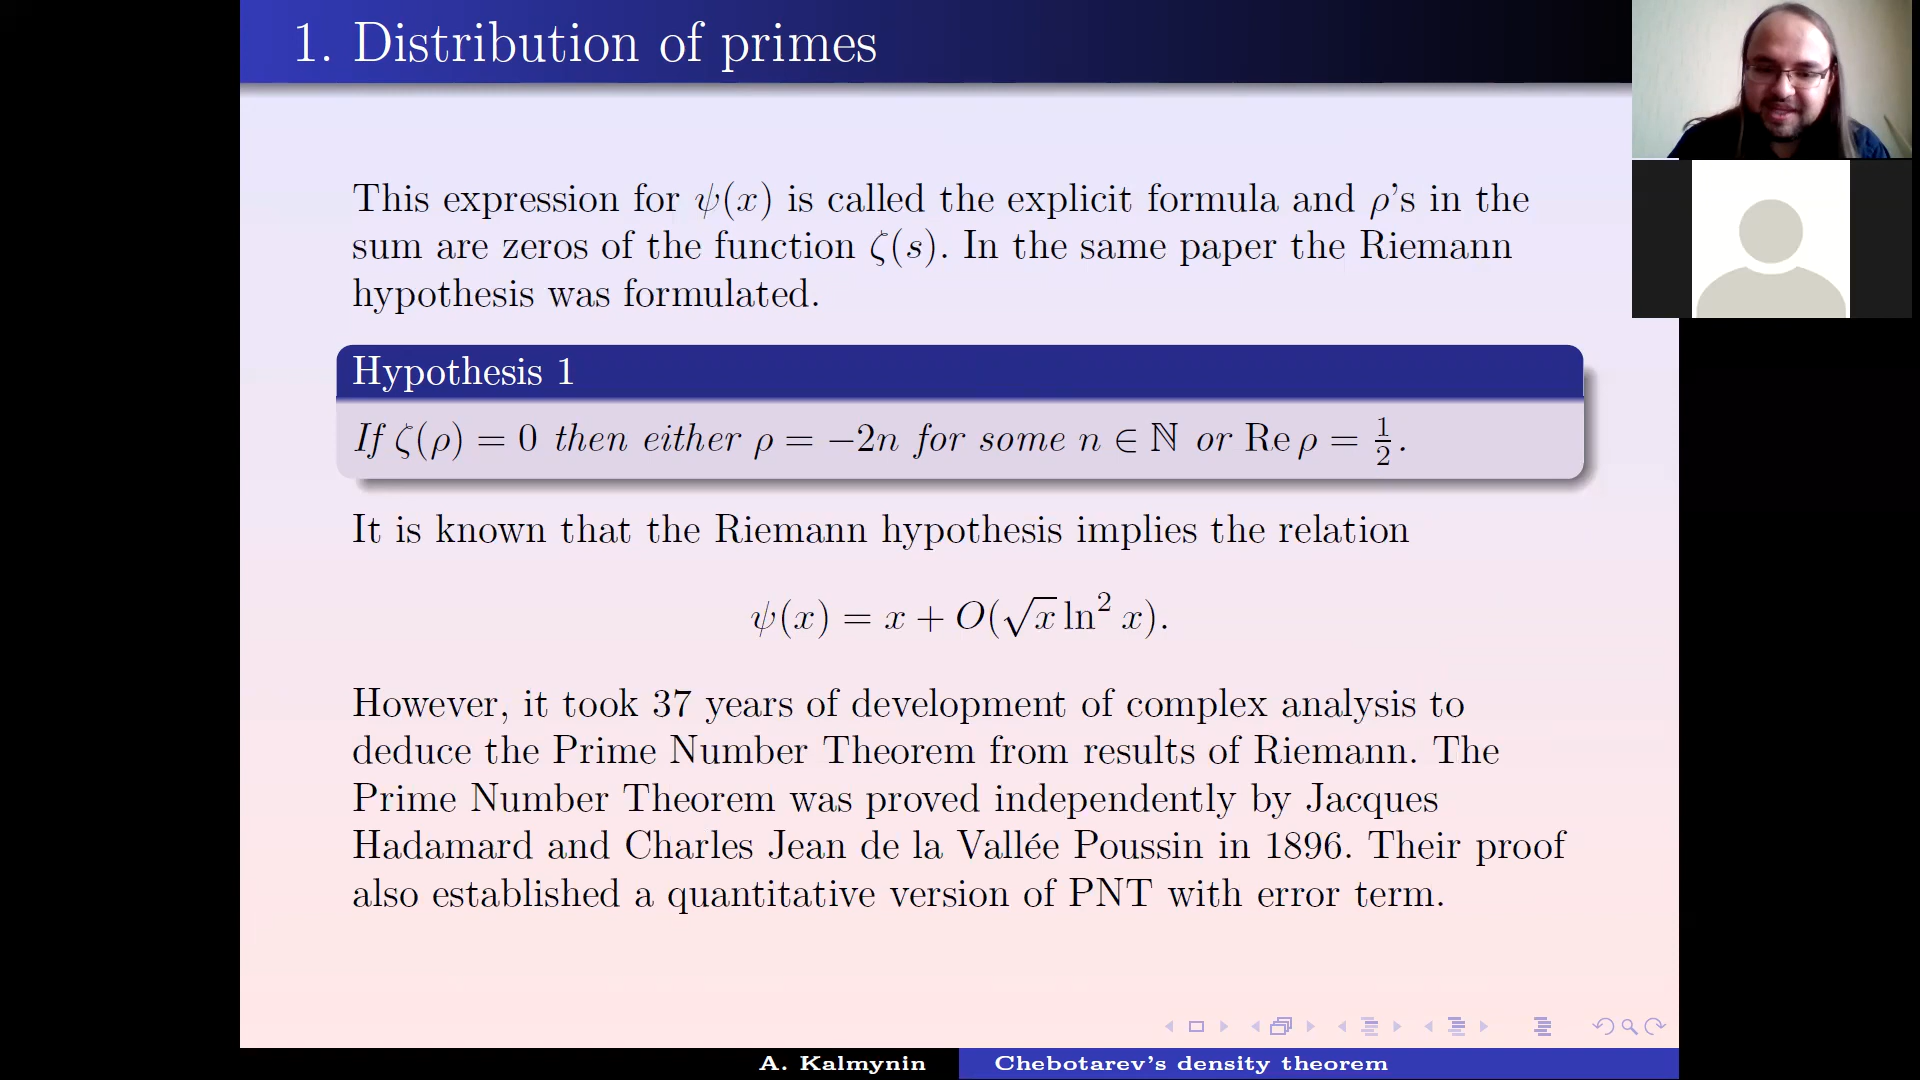 1. Distribution of primes
This expression for ψ(x) is called the explicit formula and ρ's in the
sum are zeros of the function ζ(s). In the same paper the Riemann
hypothesis was formulated.
Hypothesis 1
If ζ(ρ) = 0 then either ρ = −2n for some n ∈ ℕ or Re ρ = 1/2.
It is known that the Riemann hypothesis implies the relation
ψ(x) = x + O(√x ln² x).
However, it took 37 years of development of complex analysis to
deduce the Prime Number Theorem from results of Riemann. The
Prime Number Theorem was proved independently by Jacques
Hadamard and Charles Jean de la Vallée Poussin in 1896. Their proof
also established a quantitative version of PNT with error term.
A. Kalmynin
Chebotarev's density theorem